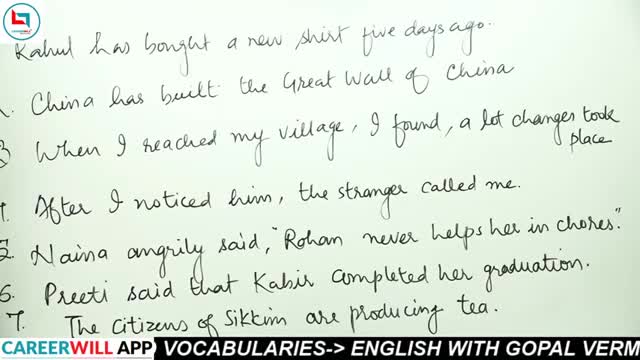 CAREERWILL
Rahul has bought a new shirt five days ago.
China has built the Great Wall of China
3 When I reached my village, I found, a lot changes took
place
4. After I noticed him, the stranger called me.
5. Naina angrily said, "Rohan never helps her in chores".
6. Preeti said that Kabir completed her graduation.
7. The citizens of Sikkim are producing tea.
CAREERWILL APP VOCABULARIES-> ENGLISH WITH GOPAL VERM